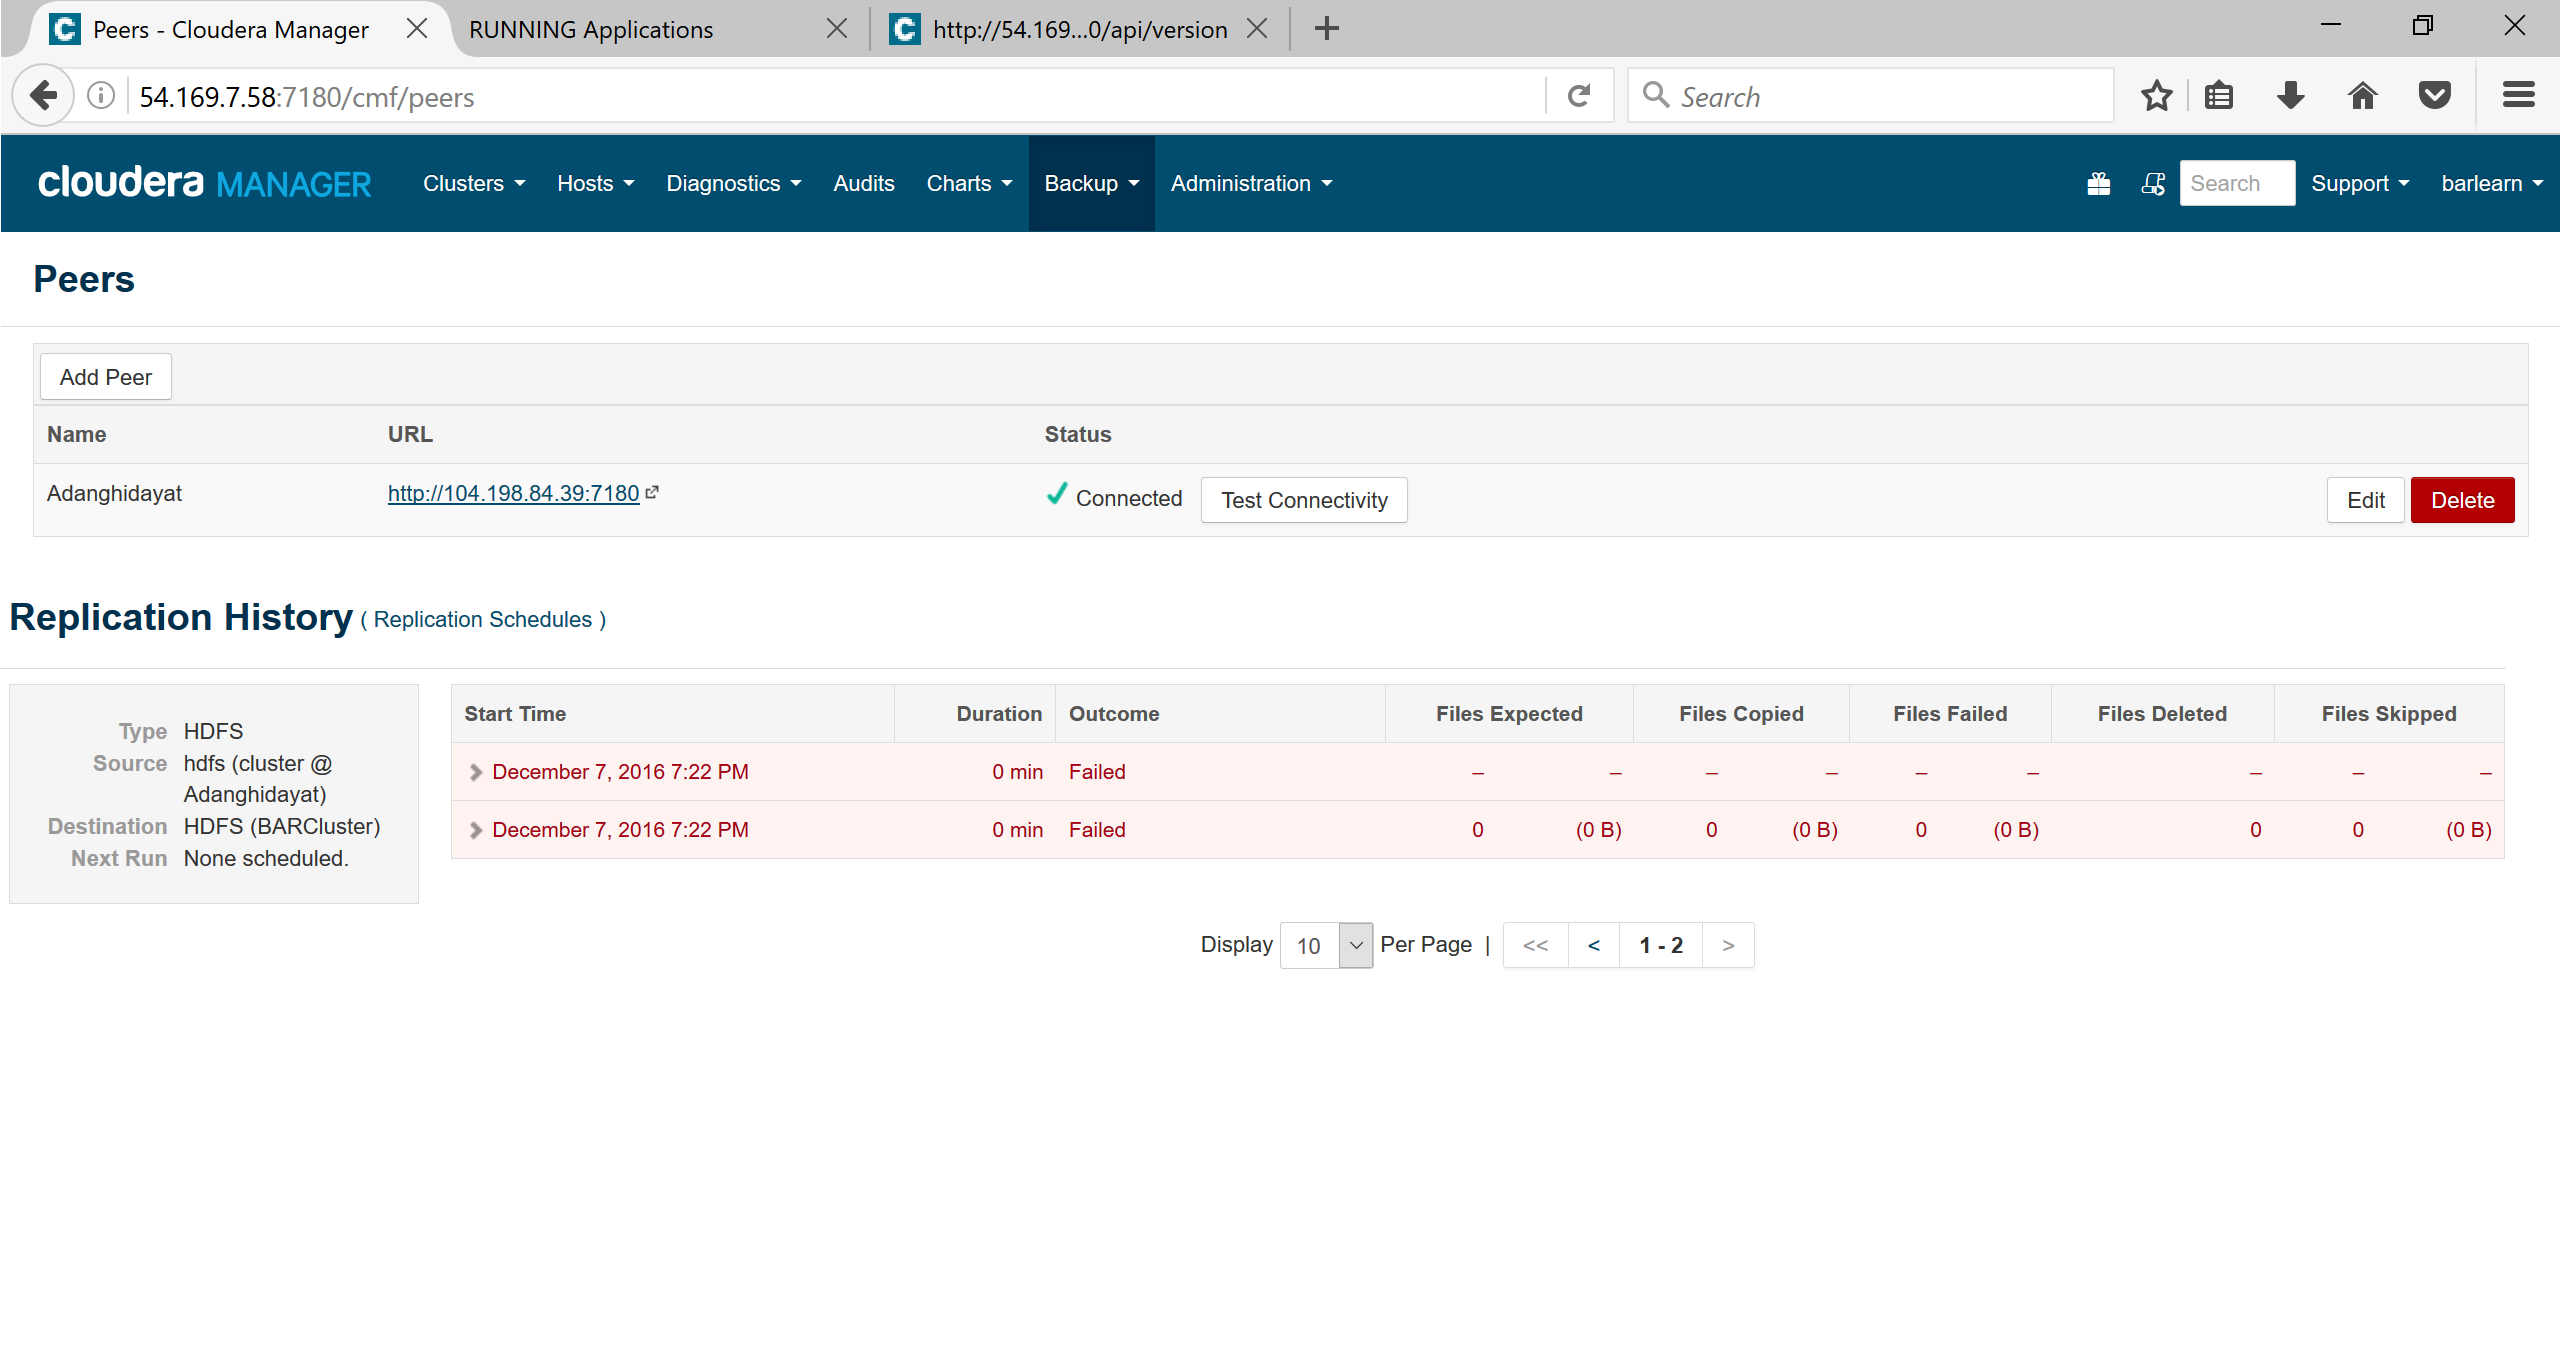 Peers - Cloudera Manager RUNNING Applications http://54.169...0/api/version
54.169.7.58:7180/cmf/peers Search
cloudera MANAGER Clusters Hosts Diagnostics Audits Charts Backup Administration Search Support barlearn
Peers
Add Peer
Name URL Status
Adanghidayat http://104.198.84.39:7180 Connected Test Connectivity Edit Delete
Replication History ( Replication Schedules )
Type HDFS
Source hdfs (cluster @
Adanghidayat)
Destination HDFS (BARCluster)
Next Run None scheduled.
Start Time Duration Outcome Files Expected Files Copied Files Failed Files Deleted Files Skipped
December 7, 2016 7:22 PM 0 min Failed – – – – – – – – –
December 7, 2016 7:22 PM 0 min Failed 0 (0 B) 0 (0 B) 0 (0 B) 0 0 (0 B)
Display 10 Per Page | << < 1 - 2 >